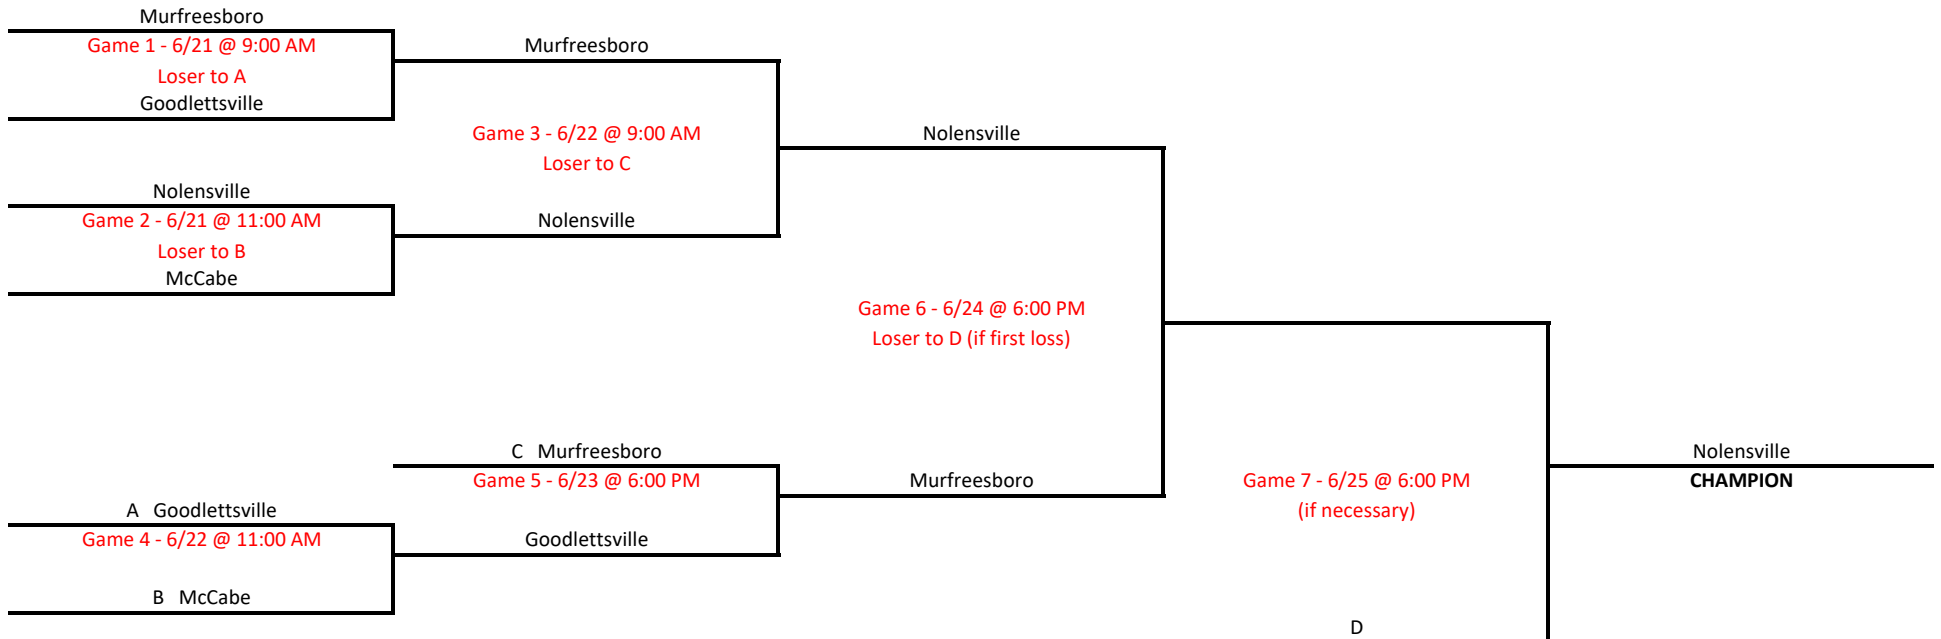 Murfreesboro
Game 1 - 6/21 @ 9:00 AM
Loser to A
Goodlettsville
Murfreesboro
Game 3 - 6/22 @ 9:00 AM
Loser to C
Nolensville
Nolensville
Game 2 - 6/21 @ 11:00 AM
Loser to B
McCabe
Nolensville
Game 6 - 6/24 @ 6:00 PM
Loser to D (if first loss)
C Murfreesboro
Game 5 - 6/23 @ 6:00 PM
Murfreesboro
A Goodlettsville
Game 4 - 6/22 @ 11:00 AM
Goodlettsville
B McCabe
Game 7 - 6/25 @ 6:00 PM
(if necessary)
D
Nolensville
CHAMPION